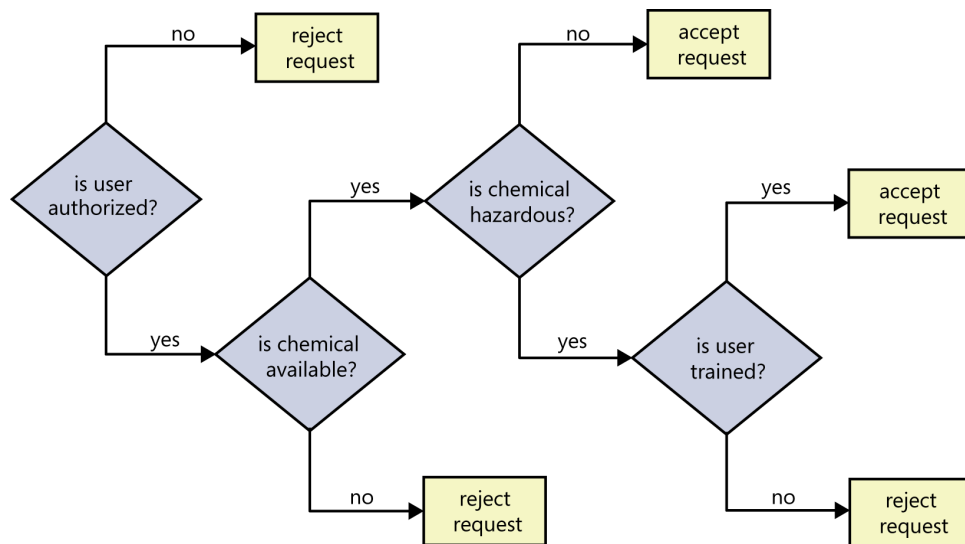 no
reject
request
is user
authorized?
yes
is chemical
available?
no
reject
request
yes
is chemical
hazardous?
no
accept
request
yes
is user
trained?
yes
accept
request
no
reject
request